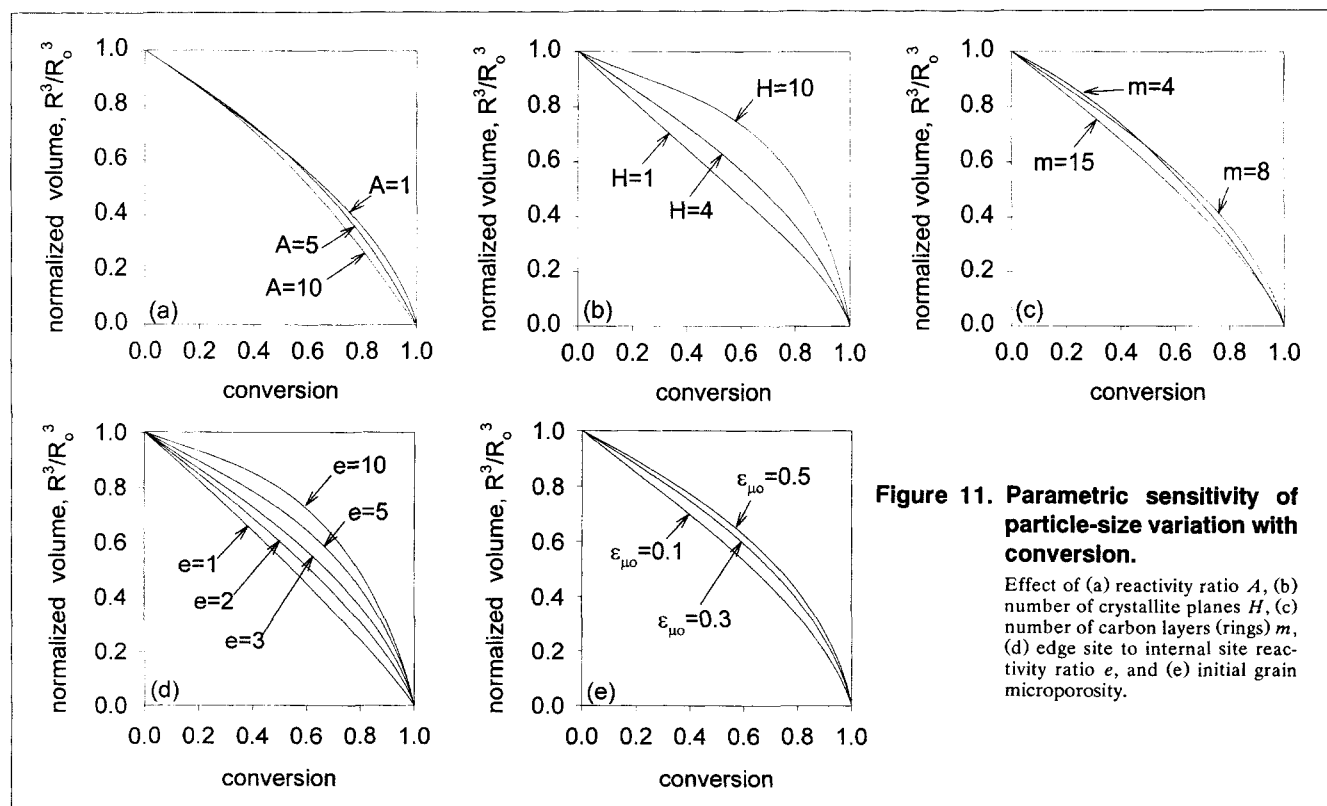 normalized volume, R³/Rₒ³
1.0
0.8
0.6
0.4
0.2
0.0
A=1
A=5
A=10
(a)
0.0 0.2 0.4 0.6 0.8 1.0
conversion
normalized volume, R³/Rₒ³
1.0
0.8
0.6
0.4
0.2
0.0
H=10
H=1
H=4
(b)
0.0 0.2 0.4 0.6 0.8 1.0
conversion
normalized volume, R³/Rₒ³
1.0
0.8
0.6
0.4
0.2
0.0
m=4
m=15
m=8
(c)
0.0 0.2 0.4 0.6 0.8 1.0
conversion
normalized volume, R³/Rₒ³
1.0
0.8
0.6
0.4
0.2
0.0
e=10
e=5
e=1
e=2
e=3
(d)
0.0 0.2 0.4 0.6 0.8 1.0
conversion
normalized volume, R³/Rₒ³
1.0
0.8
0.6
0.4
0.2
0.0
εμo=0.5
εμo=0.1
εμo=0.3
(e)
0.0 0.2 0.4 0.6 0.8 1.0
conversion
Figure 11. Parametric sensitivity of
particle-size variation with
conversion.
Effect of (a) reactivity ratio A, (b)
number of crystallite planes H, (c)
number of carbon layers (rings) m,
(d) edge site to internal site reac-
tivity ratio e, and (e) initial grain
microporosity.